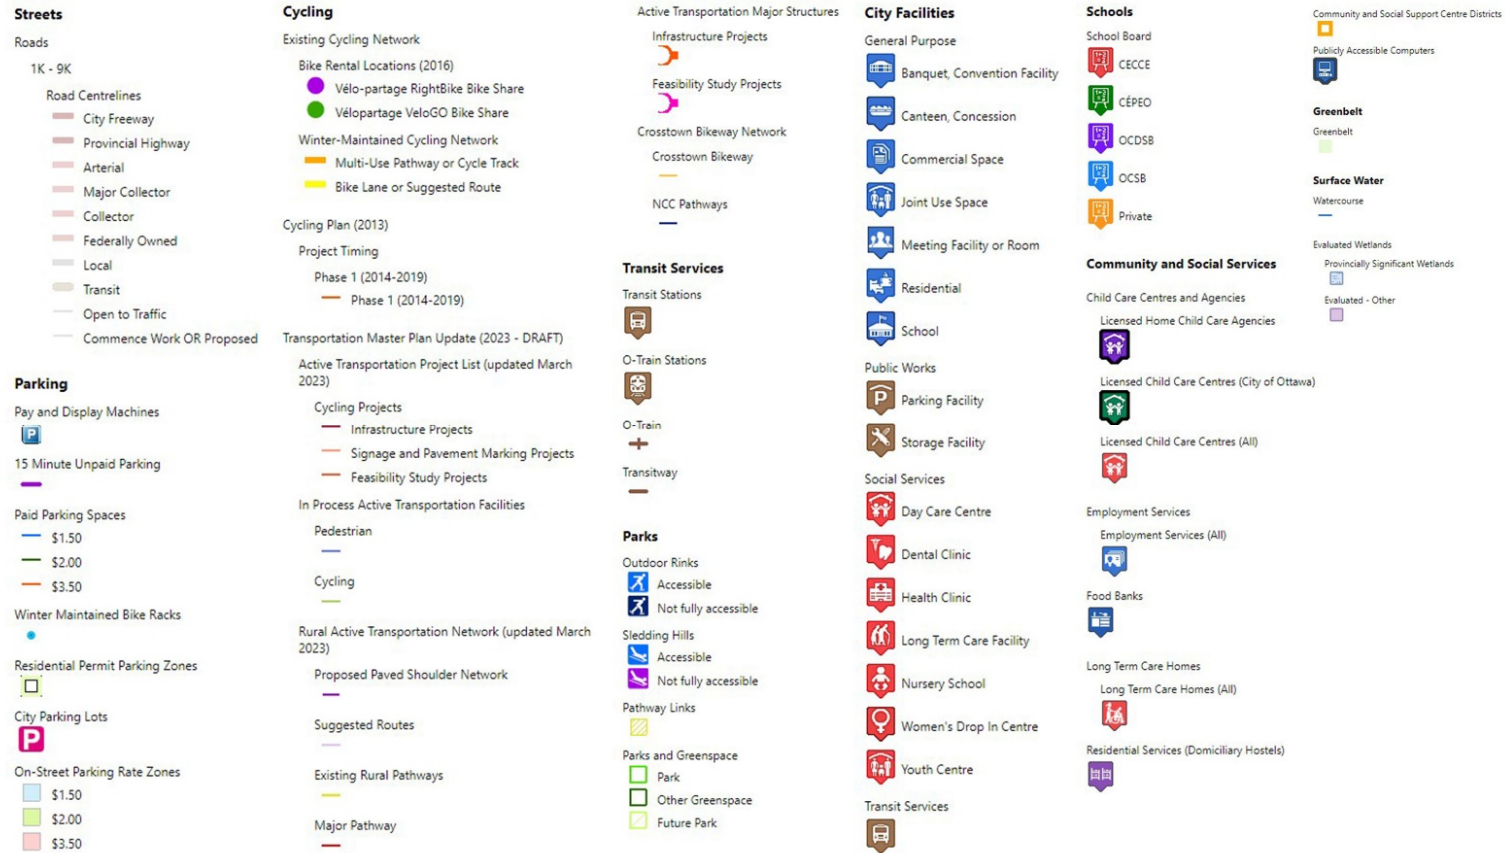 Streets
Roads
1K - 9K
Road Centrelines
City Freeway
Provincial Highway
Arterial
Major Collector
Collector
Federally Owned
Local
Transit
Open to Traffic
Commence Work OR Proposed
Parking
Pay and Display Machines
P
15 Minute Unpaid Parking
Paid Parking Spaces
$1.50
$2.00
$3.50
Winter Maintained Bike Racks
Residential Permit Parking Zones
City Parking Lots
P
On-Street Parking Rate Zones
$1.50
$2.00
$3.50
Cycling
Existing Cycling Network
Bike Rental Locations (2016)
Vélo-partage RightBike Bike Share
Vélopartage VeloGO Bike Share
Winter-Maintained Cycling Network
Multi-Use Pathway or Cycle Track
Bike Lane or Suggested Route
Cycling Plan (2013)
Project Timing
Phase 1 (2014-2019)
Phase 1 (2014-2019)
Transportation Master Plan Update (2023 - DRAFT)
Active Transportation Project List (updated March
2023)
Cycling Projects
Infrastructure Projects
Signage and Pavement Marking Projects
Feasibility Study Projects
In Process Active Transportation Facilities
Pedestrian
Cycling
Rural Active Transportation Network (updated March
2023)
Proposed Paved Shoulder Network
Suggested Routes
Existing Rural Pathways
Major Pathway
Active Transportation Major Structures
Infrastructure Projects
Feasibility Study Projects
Crosstown Bikeway Network
Crosstown Bikeway
NCC Pathways
Transit Services
Transit Stations
O-Train Stations
O-Train
Transitway
Parks
Outdoor Rinks
Accessible
Not fully accessible
Sledding Hills
Accessible
Not fully accessible
Pathway Links
Parks and Greenspace
Park
Other Greenspace
Future Park
City Facilities
General Purpose
Banquet, Convention Facility
Canteen, Concession
Commercial Space
Joint Use Space
Meeting Facility or Room
Residential
School
Public Works
P
Parking Facility
Storage Facility
Social Services
Day Care Centre
Dental Clinic
Health Clinic
Long Term Care Facility
Nursery School
Women's Drop In Centre
Youth Centre
Transit Services
Schools
School Board
CECCE
CÉPEO
OCDSB
OCSB
Private
Community and Social Services
Child Care Centres and Agencies
Licensed Home Child Care Agencies
Licensed Child Care Centres (City of Ottawa)
Licensed Child Care Centres (All)
Employment Services
Employment Services (All)
Food Banks
Long Term Care Homes
Long Term Care Homes (All)
Residential Services (Domiciliary Hostels)
Community and Social Support Centre Districts
Publicly Accessible Computers
Greenbelt
Greenbelt
Surface Water
Watercourse
Evaluated Wetlands
Provincially Significant Wetlands
Evaluated - Other